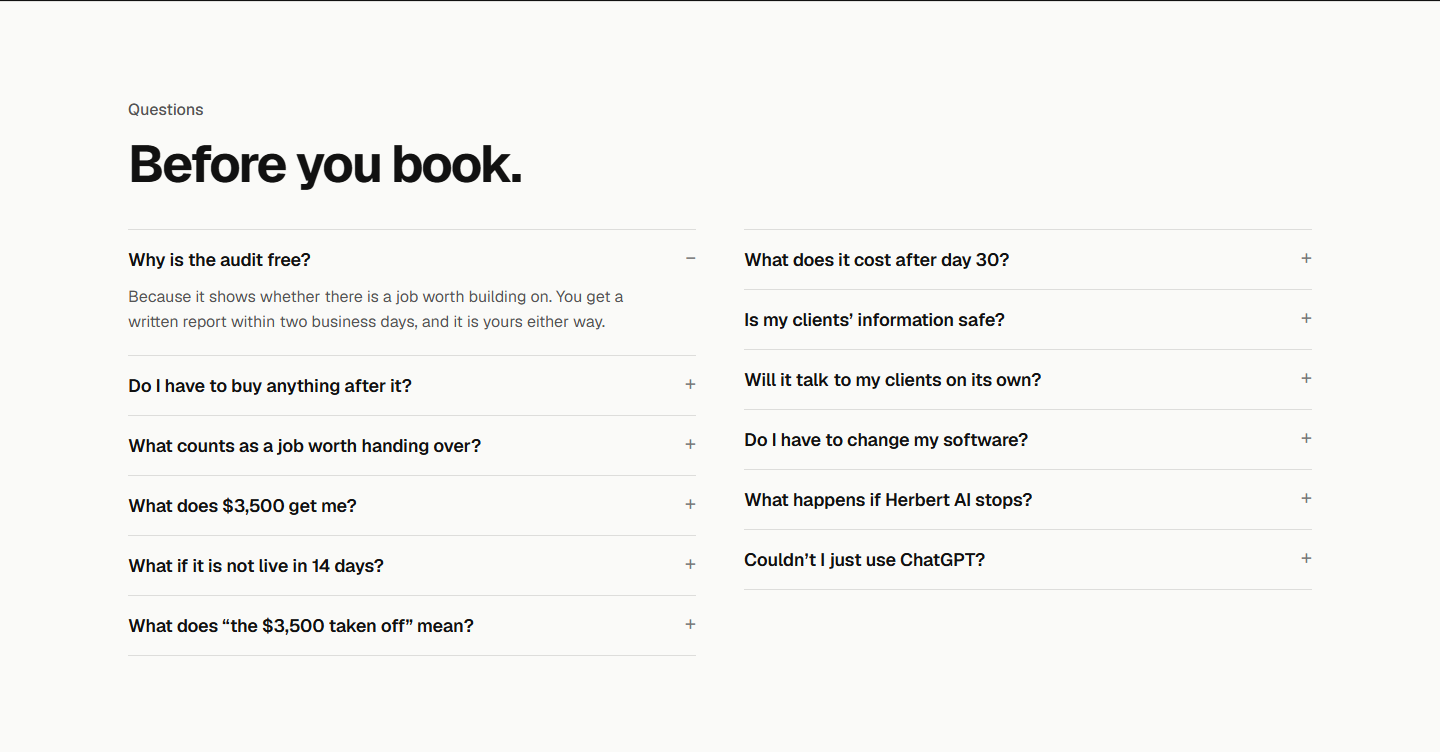 Questions
Before you book.
Why is the audit free?
Because it shows whether there is a job worth building on. You get a
written report within two business days, and it is yours either way.
Do I have to buy anything after it?
What counts as a job worth handing over?
What does $3,500 get me?
What if it is not live in 14 days?
What does “the $3,500 taken off” mean?
What does it cost after day 30?
Is my clients’ information safe?
Will it talk to my clients on its own?
Do I have to change my software?
What happens if Herbert AI stops?
Couldn’t I just use ChatGPT?